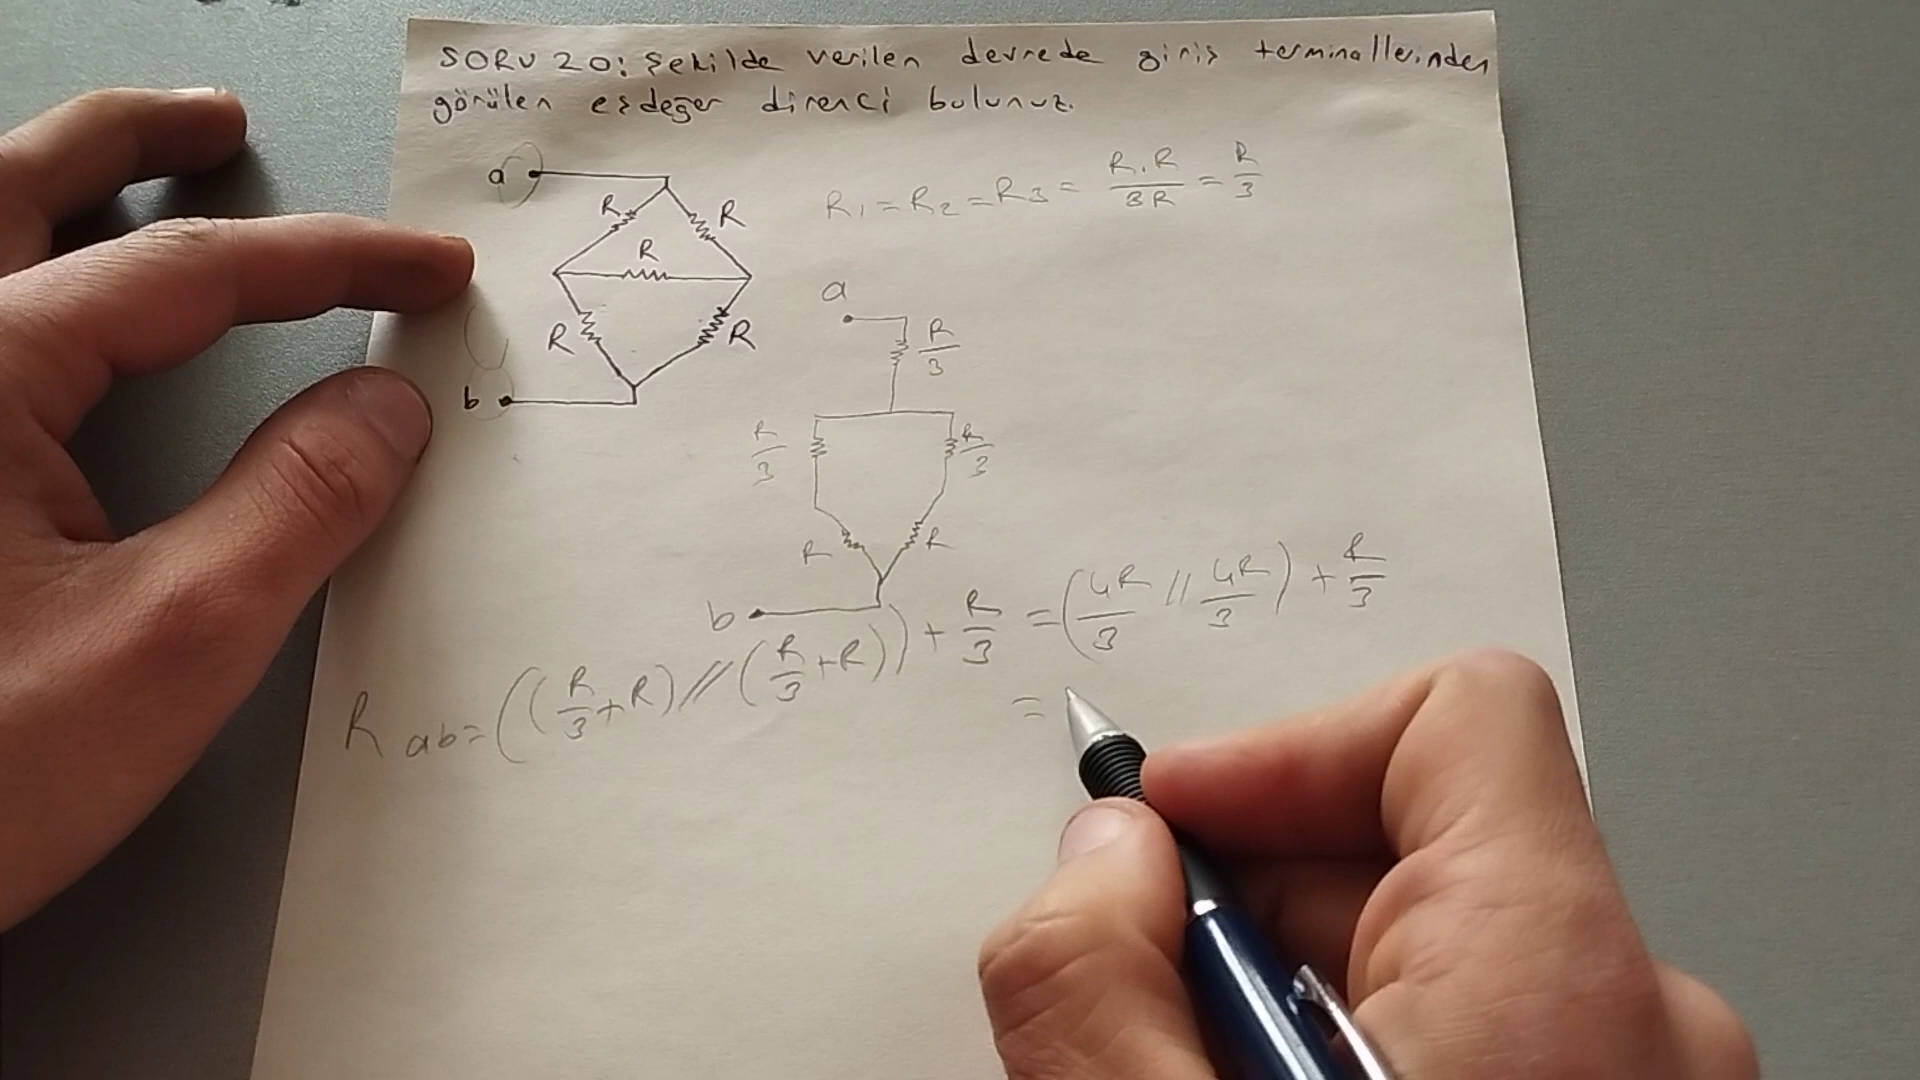 SORU 20: Şekilde verilen devrede giriş terminallerinden
görülen eşdeğer direnci bulunuz.
a
R
R
R
R
R
b
R1 = R2 = R3 = R.R/3R = R/3
a
R/3
R/3
R/3
R
R
b
Rab = ((R/3+R)//(R/3+R)) + R/3 = (4R/3 // 4R/3) + R/3
=